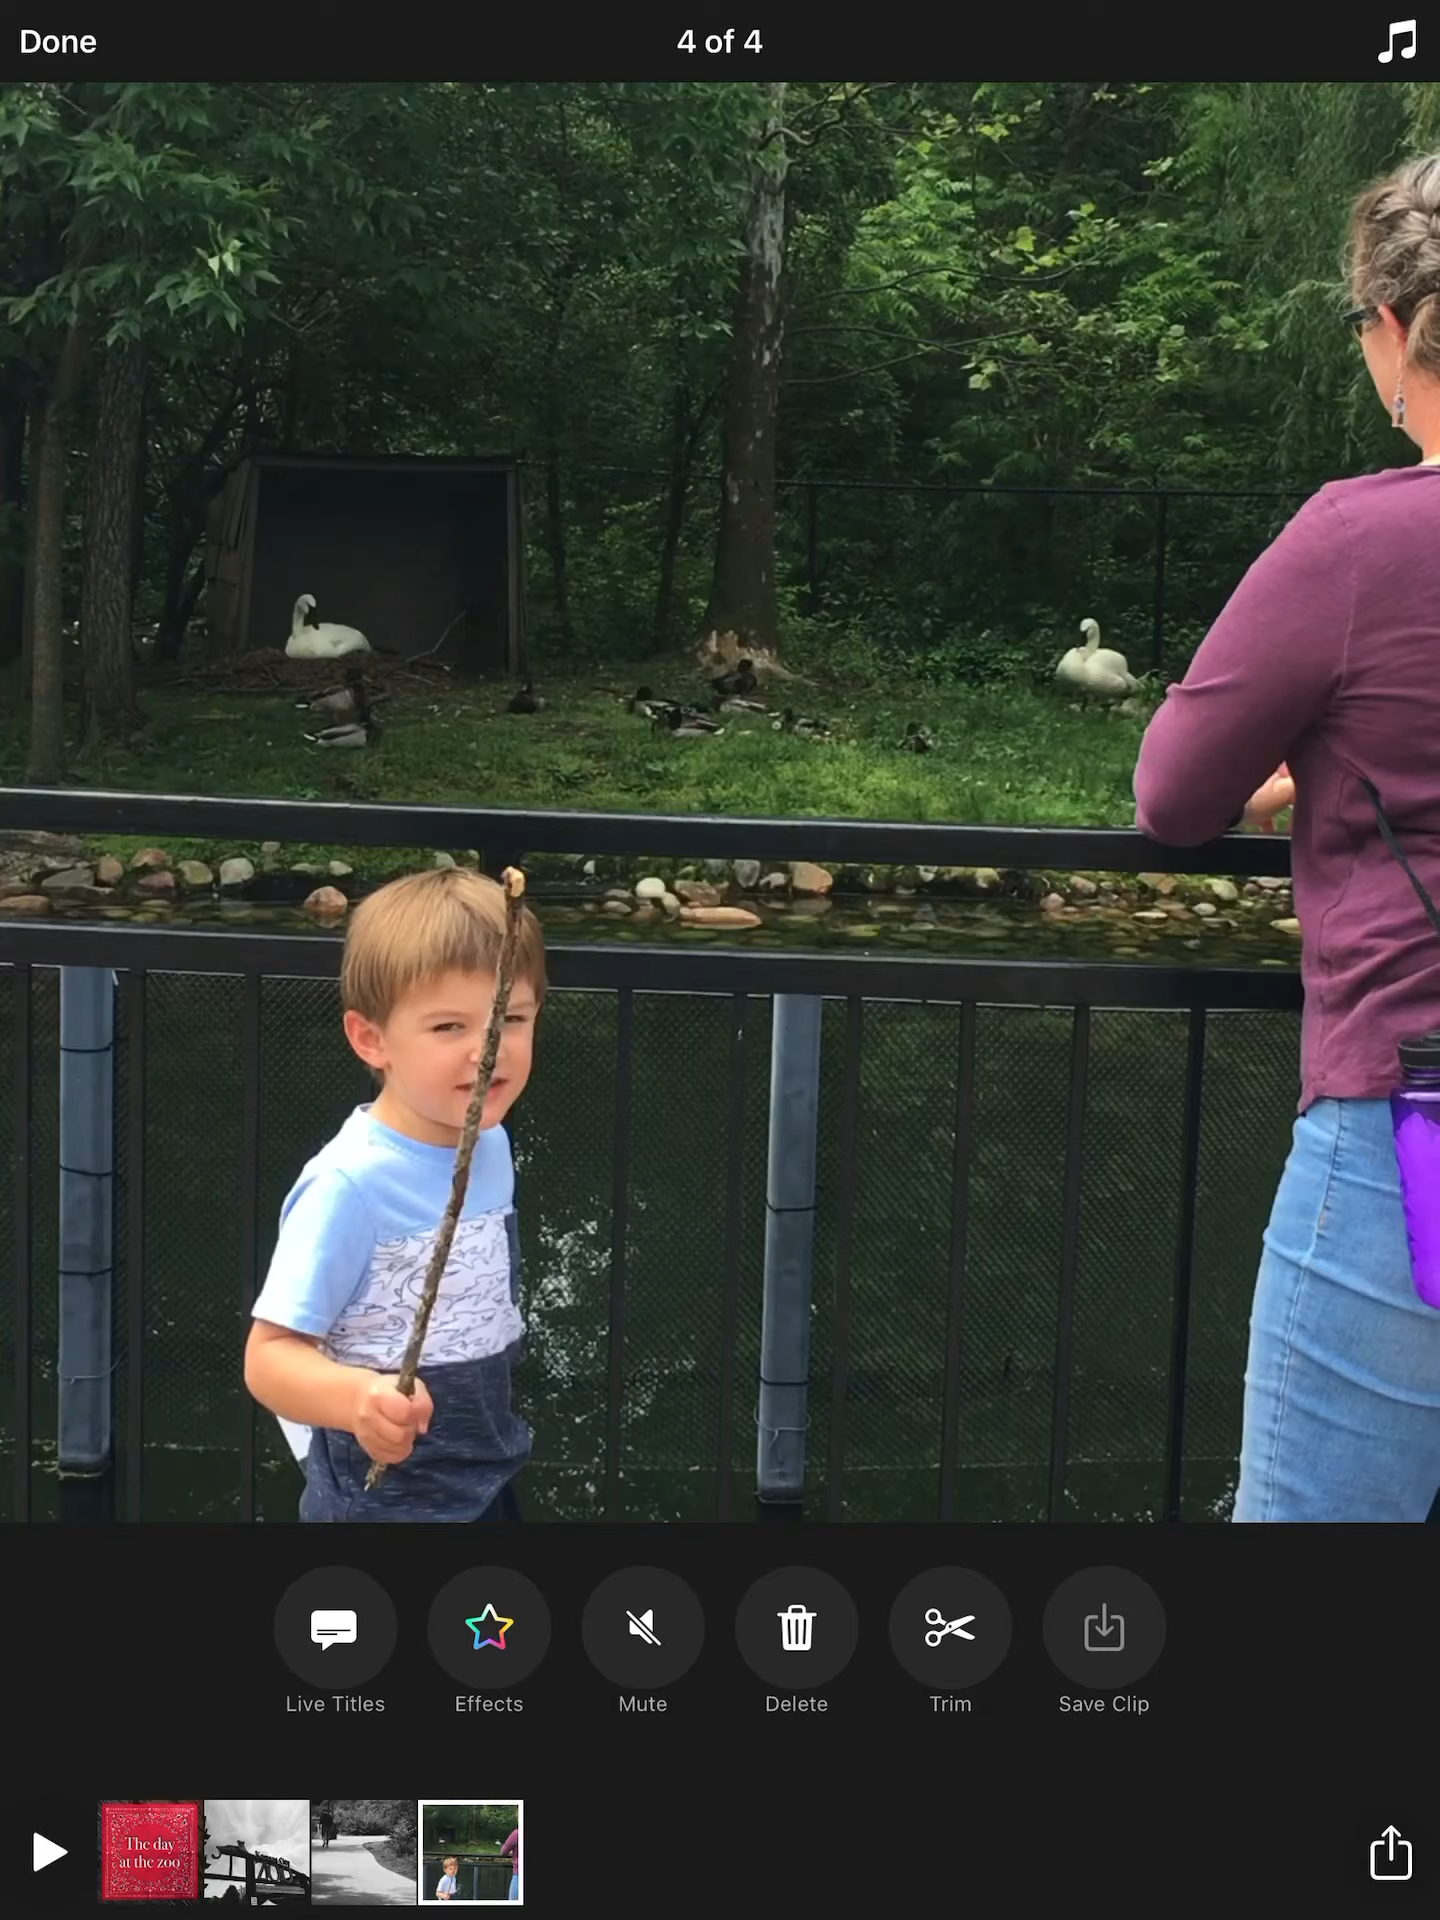 Done
4 of 4
Live Titles
Effects
Mute
Delete
Trim
Save Clip
The day
at the zoo